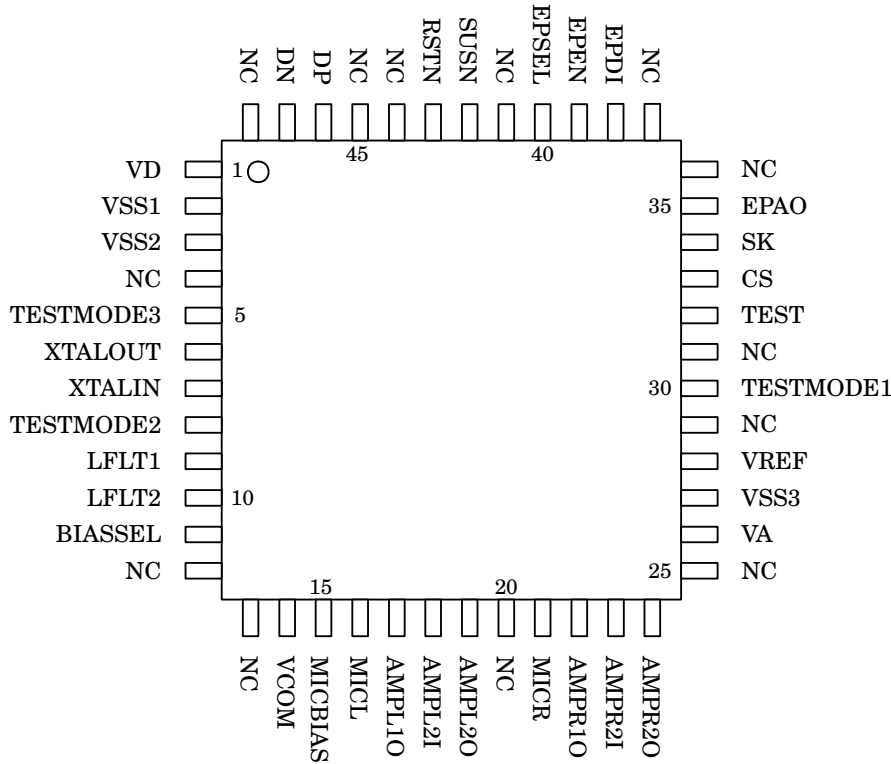 NC
DN
DP
NC
NC
RSTN
SUSN
NC
EPSEL
EPEN
EPDI
NC
45
40
VD
1
NC
VSS1
35
EPAO
VSS2
SK
NC
CS
TESTMODE3
5
TEST
XTALOUT
NC
XTALIN
30
TESTMODE1
TESTMODE2
NC
LFLT1
VREF
LFLT2
10
VSS3
BIASSEL
VA
NC
25
NC
15
20
NC
VCOM
MICBIAS
MICL
AMPL1O
AMPL2I
AMPL2O
NC
MICR
AMPR1O
AMPR2I
AMPR2O